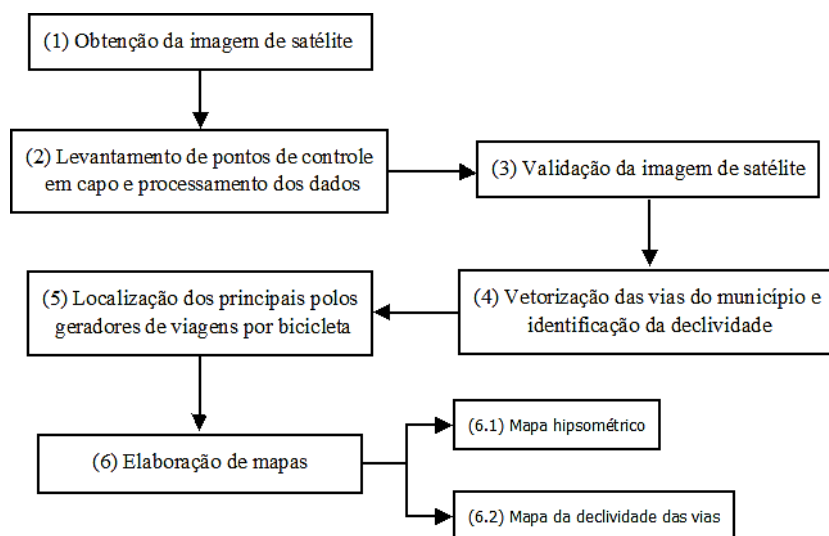 (1) Obtenção da imagem de satélite
(2) Levantamento de pontos de controle
em capo e processamento dos dados
(3) Validação da imagem de satélite
(4) Vetorização das vias do município e
identificação da declividade
(5) Localização dos principais polos
geradores de viagens por bicicleta
(6) Elaboração de mapas
(6.1) Mapa hipsométrico
(6.2) Mapa da declividade das vias